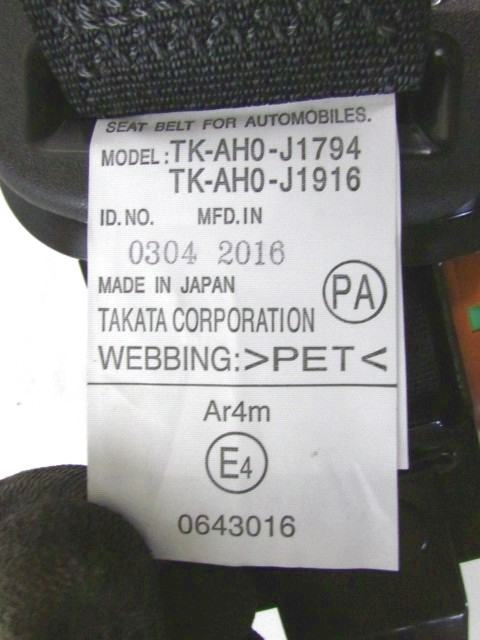 SEAT BELT FOR AUTOMOBILES.
MODEL:TK-AH0-J1794
TK-AH0-J1916
ID.NO. MFD.IN
0304 2016
MADE IN JAPAN
PA
TAKATA CORPORATION
WEBBING:>PET<
Ar4m
E4
0643016